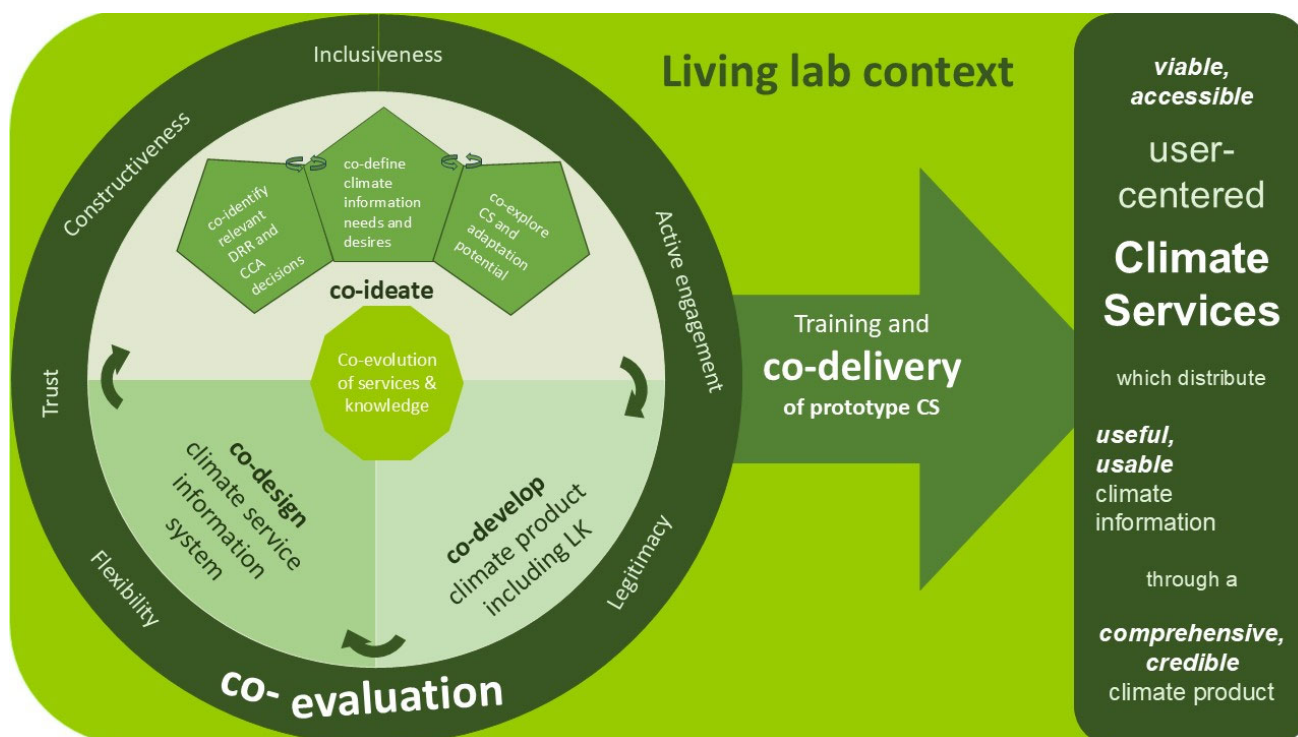 Inclusiveness
Constructiveness
Trust
Flexibility
Active engagement
Legitimacy
co- evaluation
co-identify
relevant
DRR and
CCA
decisions
co-define
climate
information
needs and
desires
co-explore
CS and
adaptation
potential
co-ideate
Co-evolution
of services &
knowledge
co-design
climate service
information
system
co-develop
climate product
including LK
Living lab context
Training and
co-delivery
of prototype CS
viable,
accessible
user-
centered
Climate
Services
which distribute
useful,
usable
climate
information
through a
comprehensive,
credible
climate product